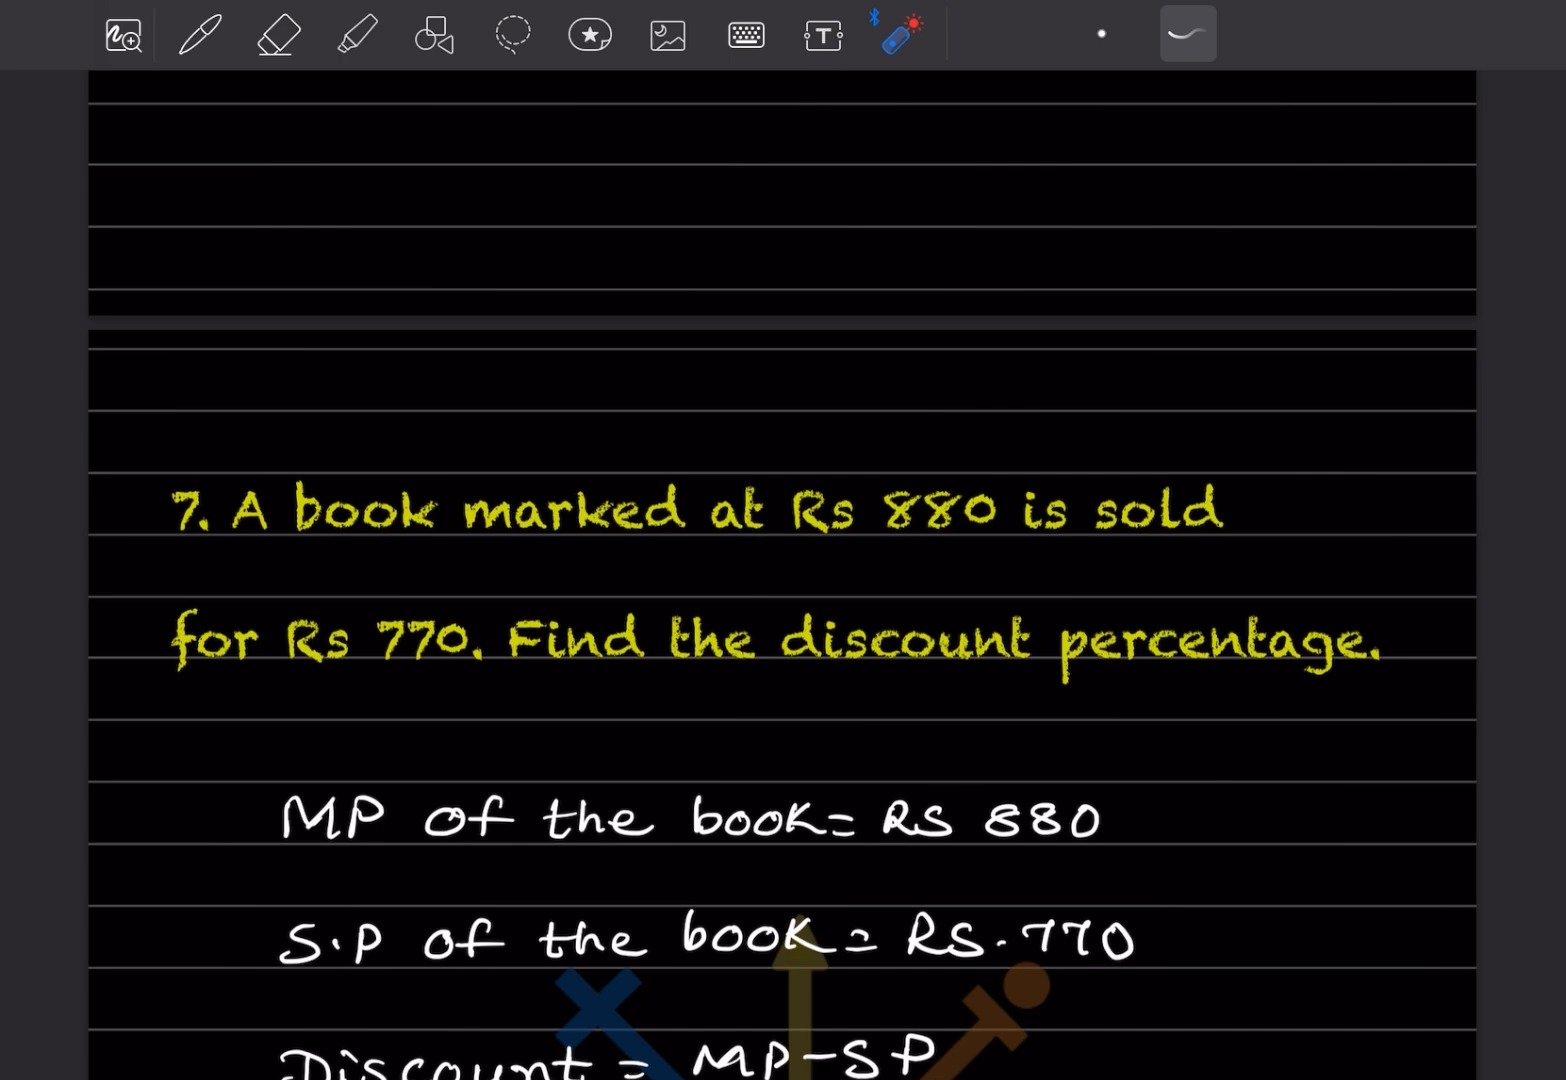 7. A book marked at Rs 880 is sold
for Rs 770. Find the discount percentage.
MP of the book= RS 880
S.P of the book= RS.770
Discount = MP-SP